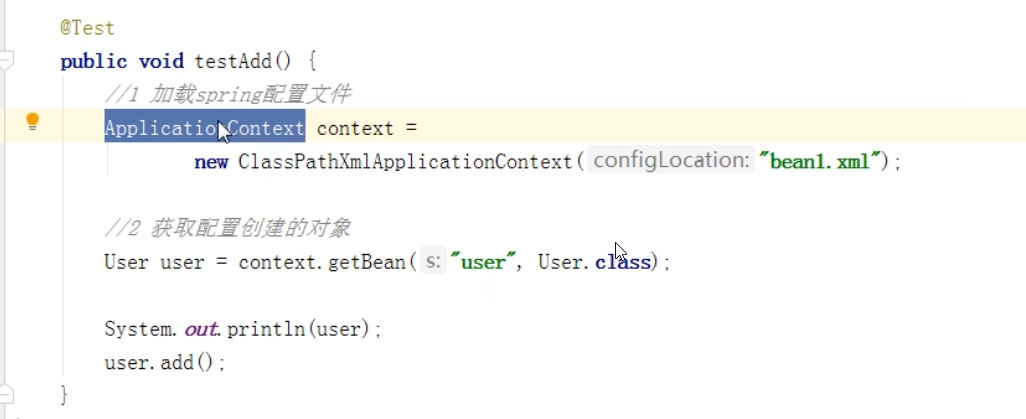 @Test
public void testAdd() {
//1 加载spring配置文件
ApplicationContext context =
new ClassPathXmlApplicationContext( configLocation: "bean1.xml");
//2 获取配置创建的对象
User user = context.getBean( s: "user", User.class);
System.out.println(user);
user.add();
}